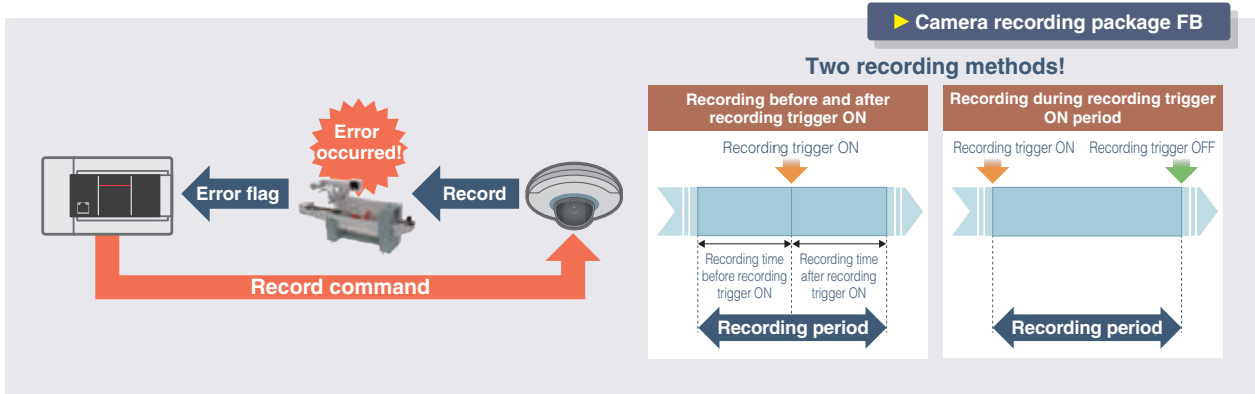 ▶ Camera recording package FB
Two recording methods!
Error
occurred!
Error flag
Record
Record command
Recording before and after
recording trigger ON
Recording trigger ON
Recording time
before recording
trigger ON
Recording time
after recording
trigger ON
Recording period
Recording during recording trigger
ON period
Recording trigger ON
Recording trigger OFF
Recording period